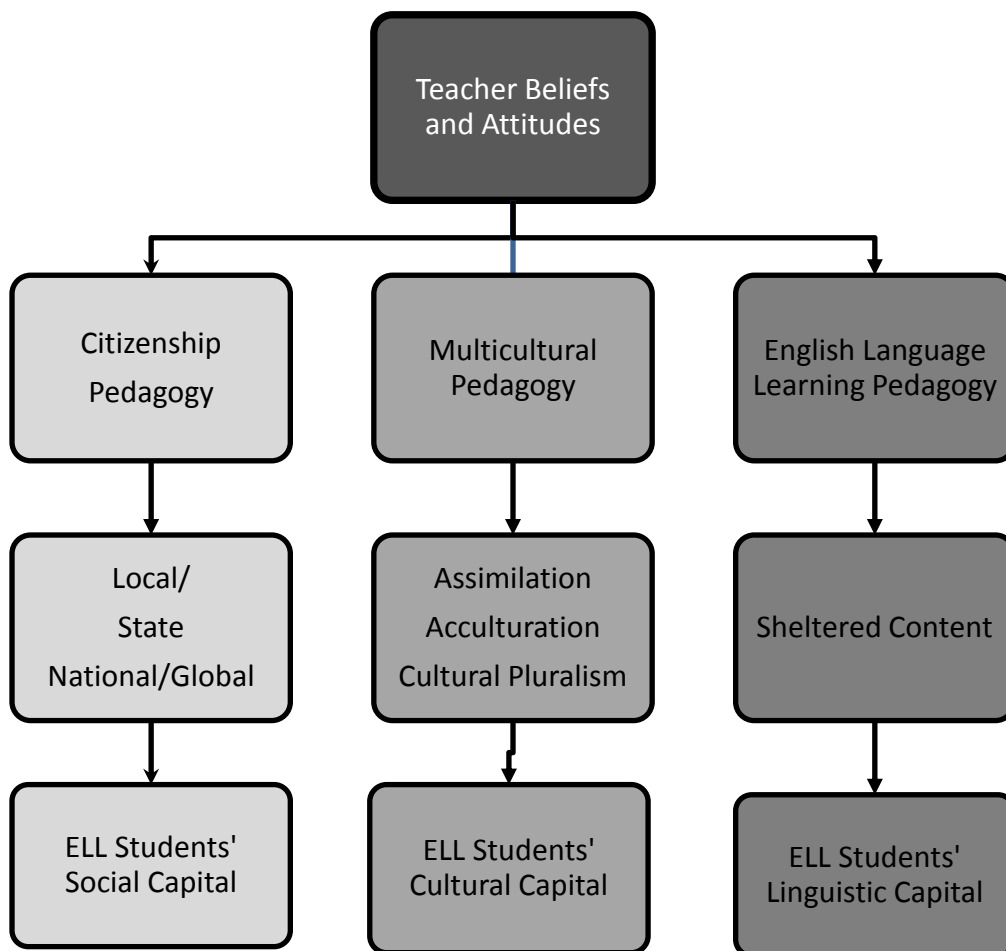 Teacher Beliefs
and Attitudes
Citizenship
Pedagogy
Multicultural
Pedagogy
English Language
Learning Pedagogy
Local/
State
National/Global
Assimilation
Acculturation
Cultural Pluralism
Sheltered Content
ELL Students'
Social Capital
ELL Students'
Cultural Capital
ELL Students'
Linguistic Capital